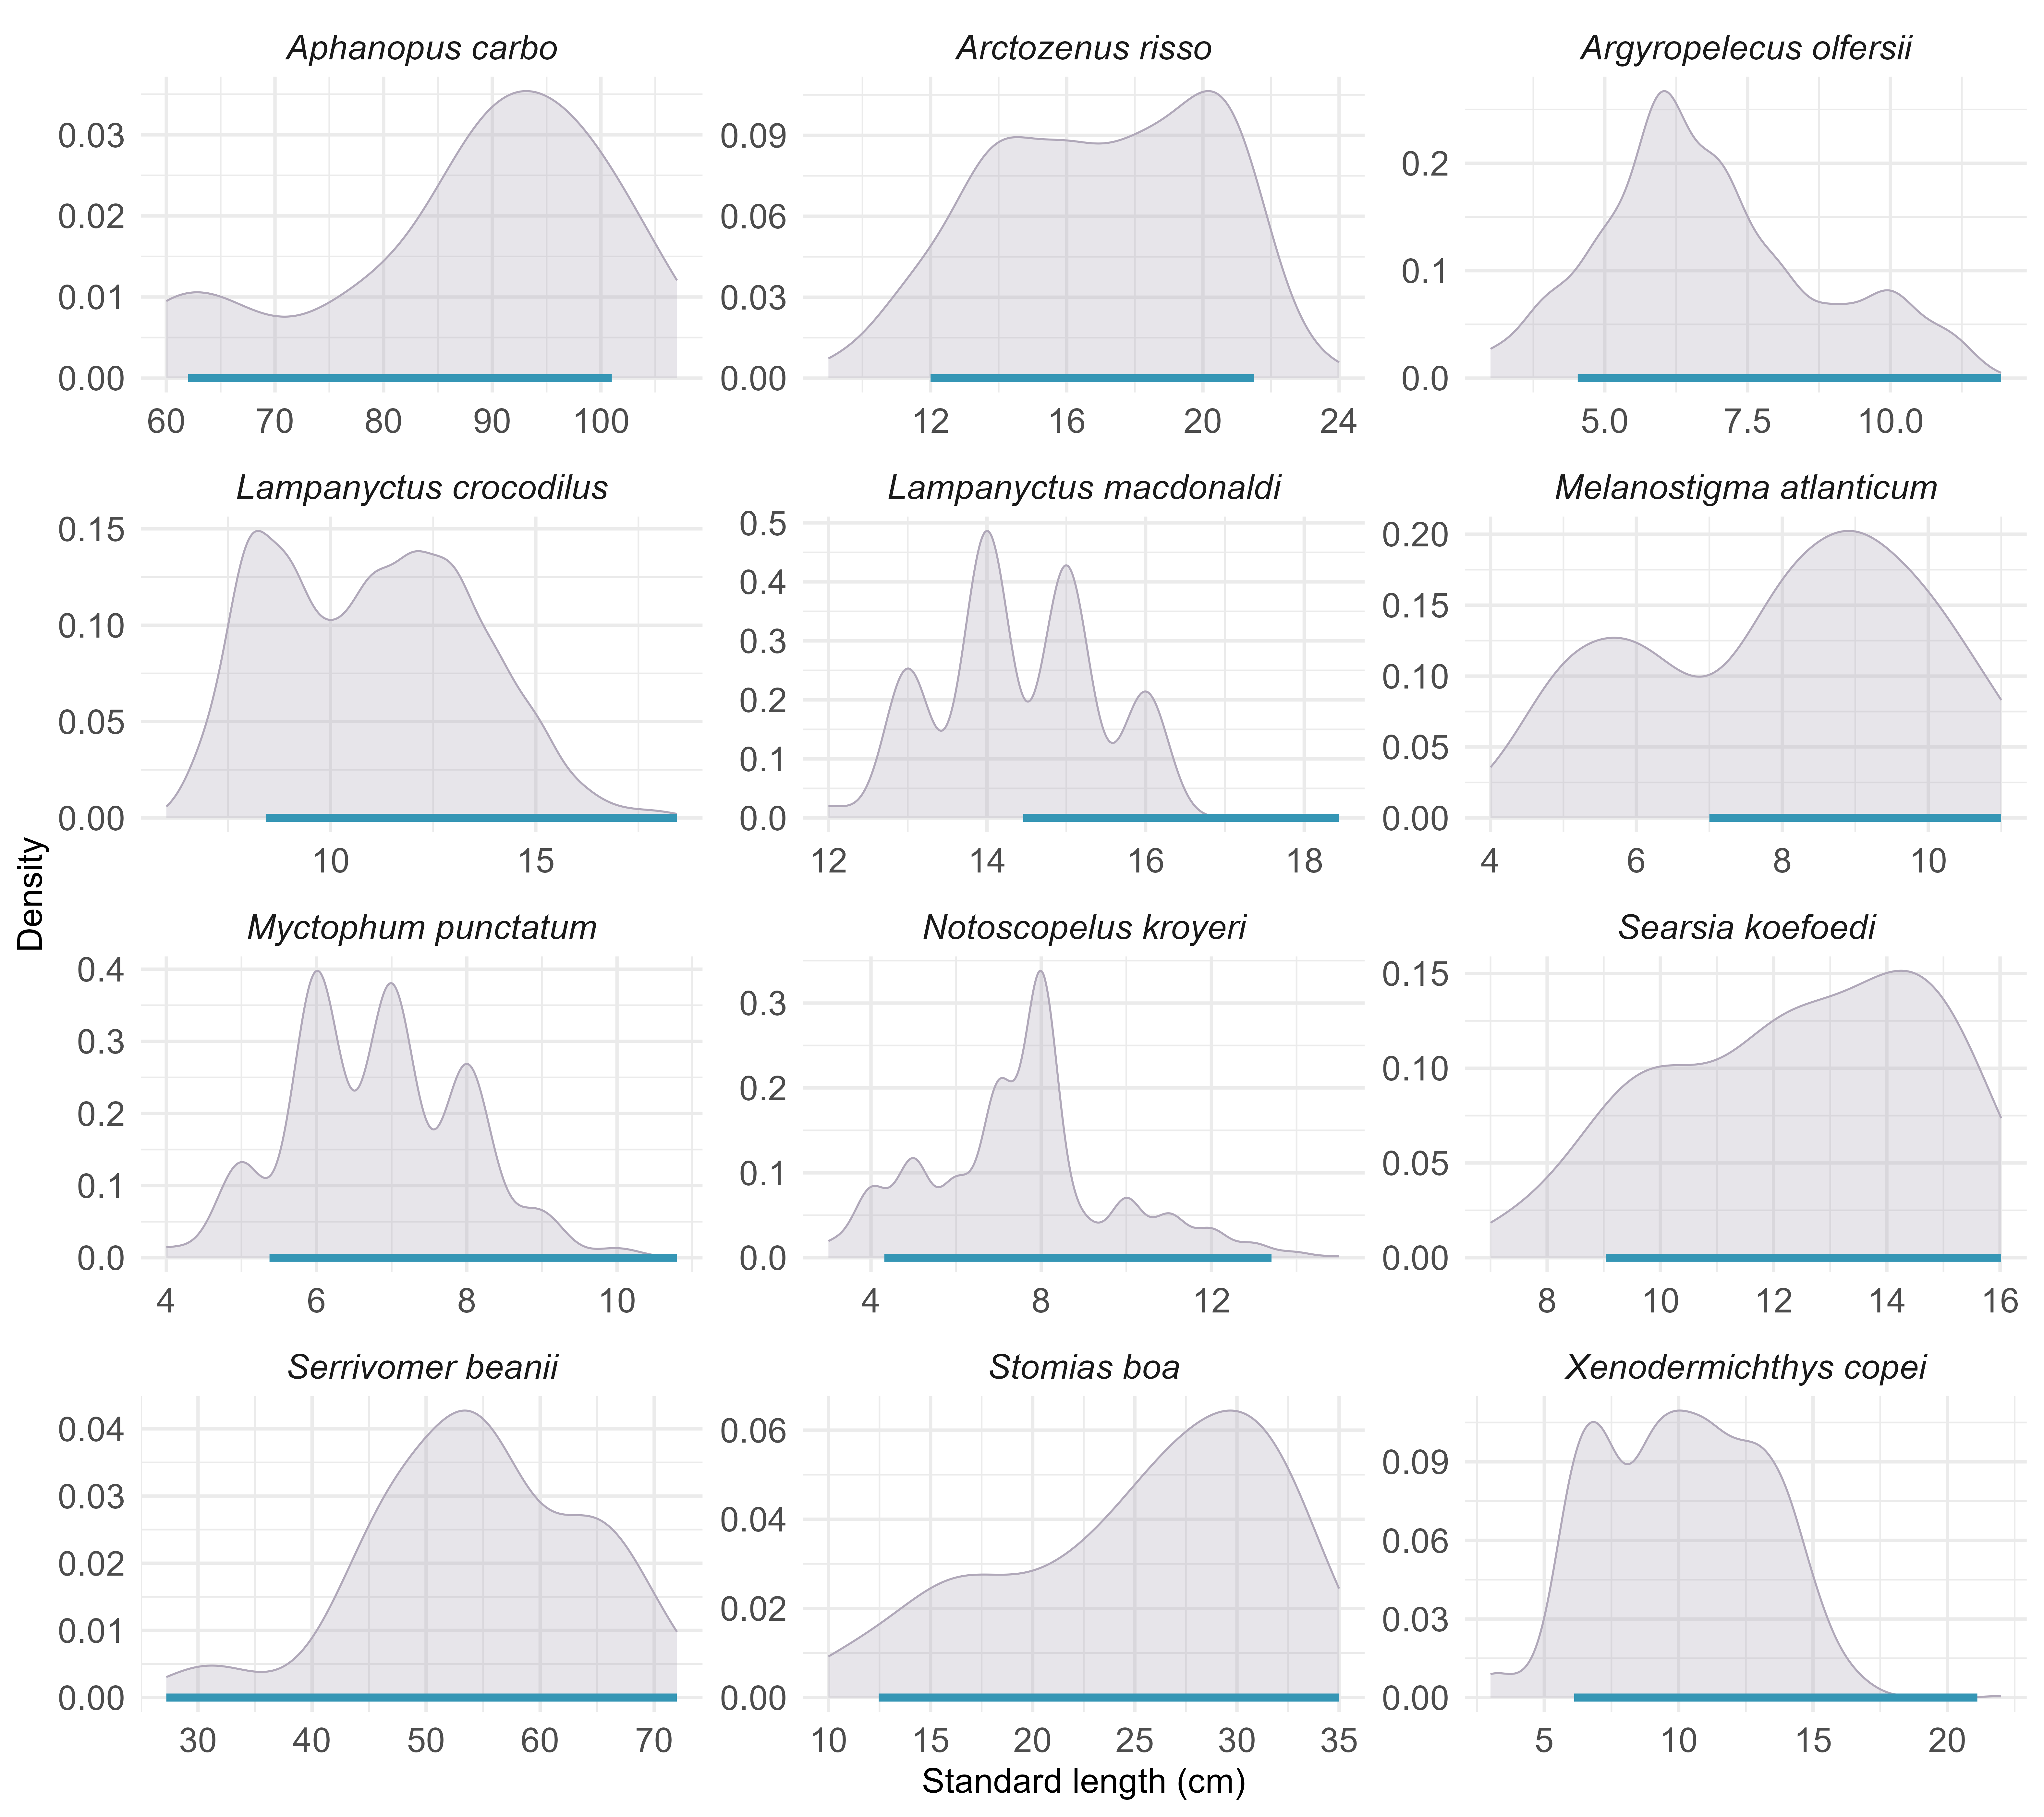 Aphanopus carbo
Arctozenus risso
Argyropelecus olfersii
0.03
0.02
0.01
0.00
60 70 80 90 100
0.09
0.06
0.03
0.00
12 16 20 24
0.2
0.1
0.0
5.0 7.5 10.0
Lampanyctus crocodilus
Lampanyctus macdonaldi
Melanostigma atlanticum
0.15
0.10
0.05
0.00
10 15
0.5
0.4
0.3
0.2
0.1
0.0
12 14 16 18
0.20
0.15
0.10
0.05
0.00
4 6 8 10
Density
Myctophum punctatum
Notoscopelus kroyeri
Searsia koefoedi
0.4
0.3
0.2
0.1
0.0
4 6 8 10
0.3
0.2
0.1
0.0
4 8 12
0.15
0.10
0.05
0.00
8 10 12 14 16
Serrivomer beanii
Stomias boa
Xenodermichthys copei
0.04
0.03
0.02
0.01
0.00
30 40 50 60 70
0.06
0.04
0.02
0.00
10 15 20 25 30 35
0.09
0.06
0.03
0.00
5 10 15 20
Standard length (cm)